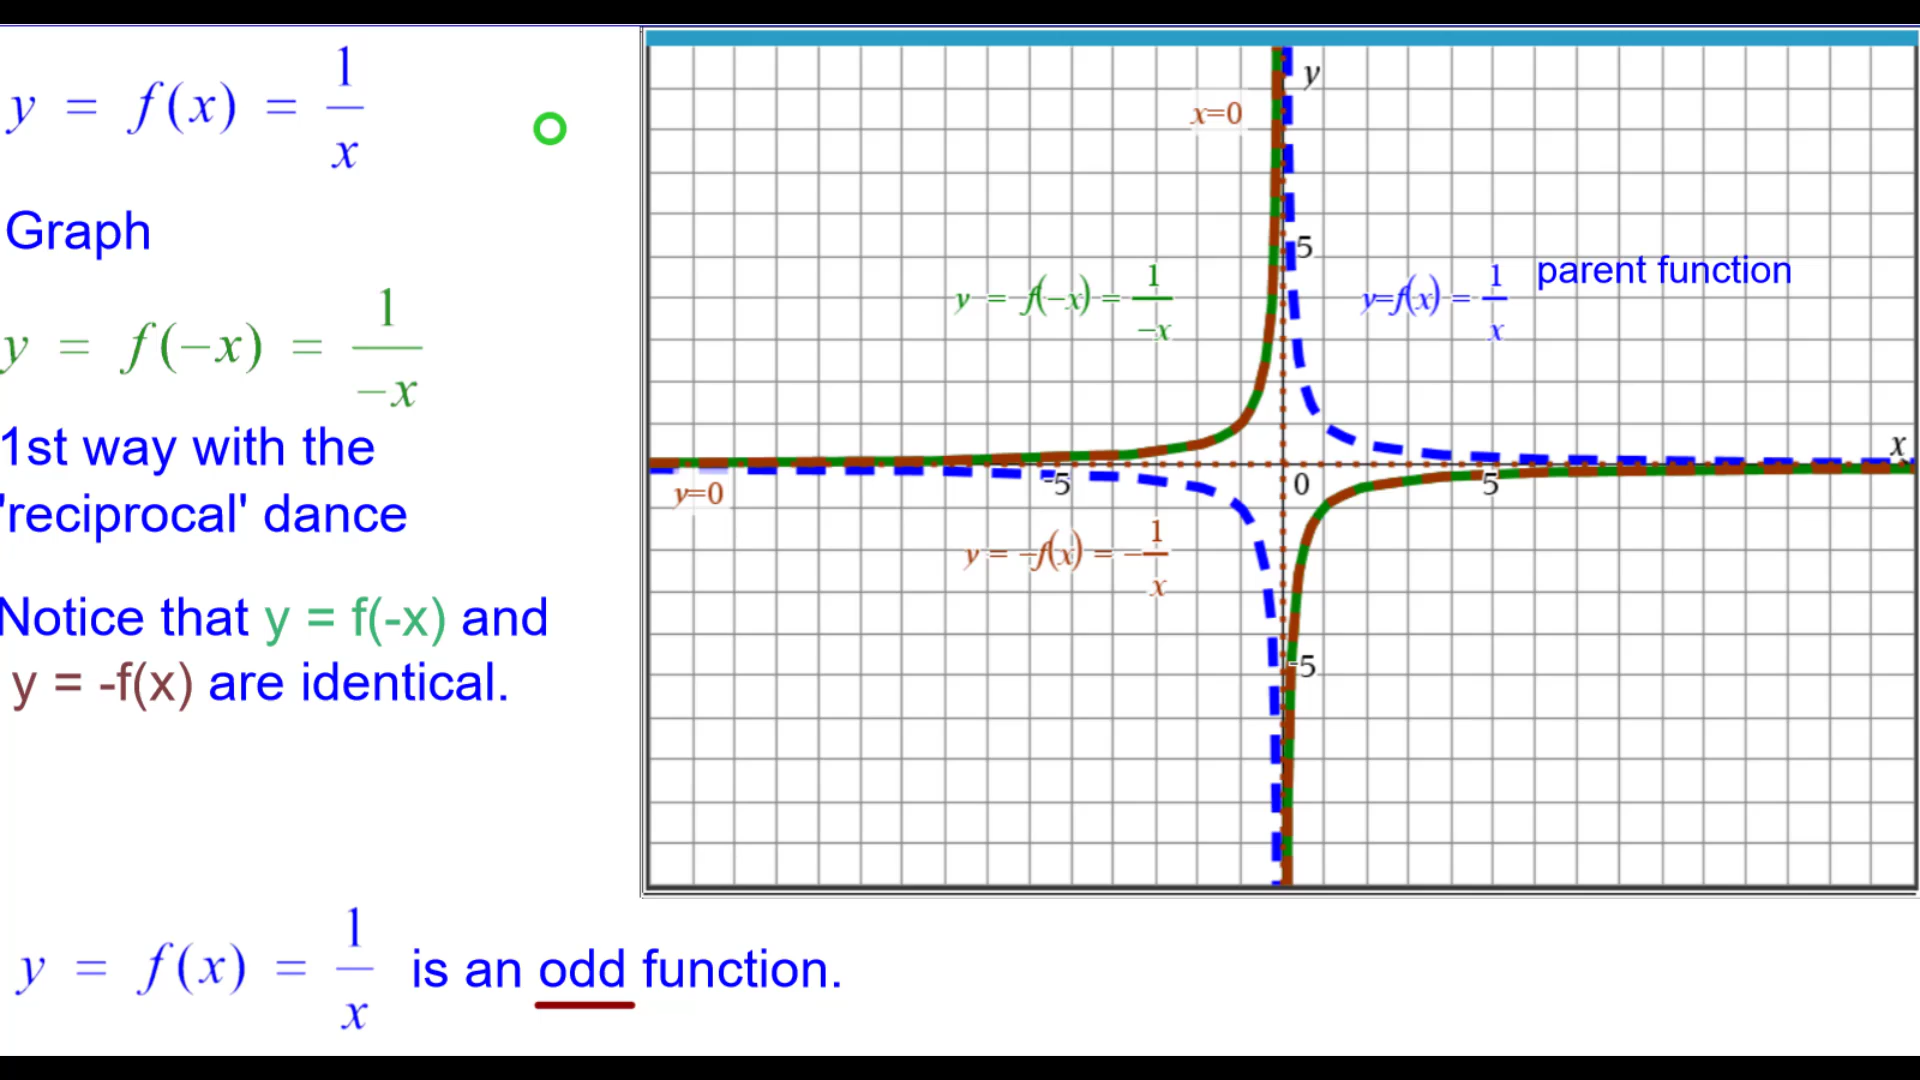 y = f(x) = 1/x
Graph
y = f(−x) = 1/−x
1st way with the
'reciprocal' dance
Notice that y = f(-x) and
y = -f(x) are identical.
y
x=0
5
y = f(−x) = 1/−x
y=f(x) = 1/x
parent function
x
y=0
-5
0
5
y = −f(x) = −1/x
-5
y = f(x) = 1/x is an odd function.